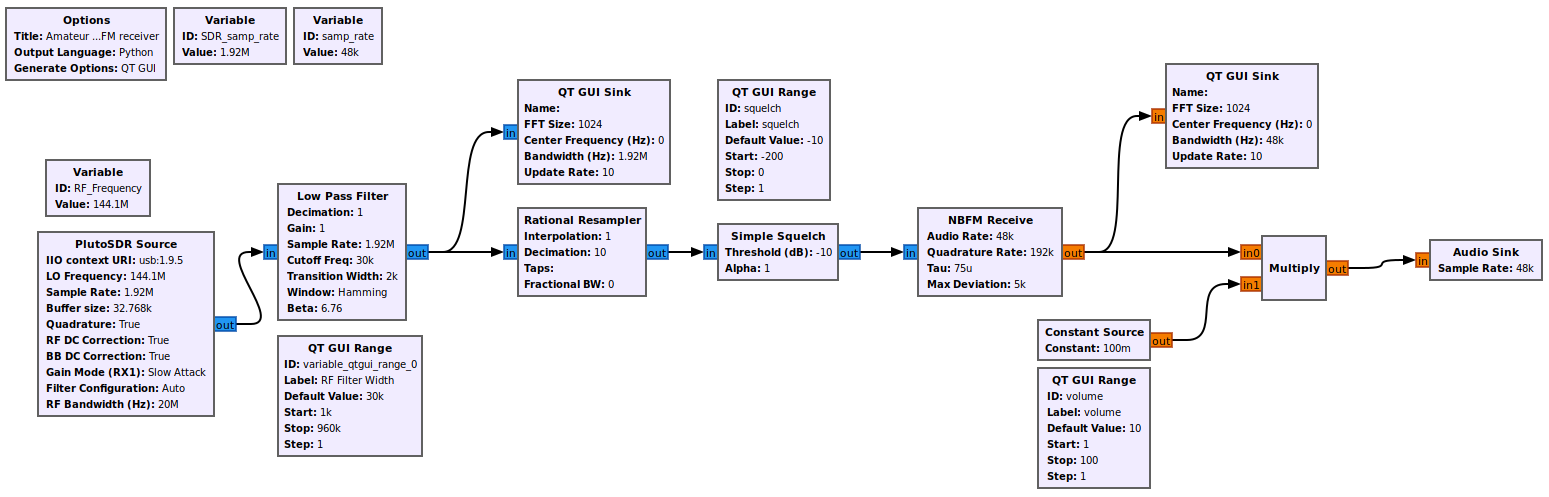 Options
Title: Amateur ...FM receiver
Output Language: Python
Generate Options: QT GUI
Variable
ID: SDR_samp_rate
Value: 1.92M
Variable
ID: samp_rate
Value: 48k
Variable
ID: RF_Frequency
Value: 144.1M
PlutoSDR Source
IIO context URI: usb:1.9.5
LO Frequency: 144.1M
Sample Rate: 1.92M
Buffer size: 32.768k
Quadrature: True
RF DC Correction: True
BB DC Correction: True
Gain Mode (RX1): Slow Attack
Filter Configuration: Auto
RF Bandwidth (Hz): 20M
out
in
Low Pass Filter
Decimation: 1
Gain: 1
Sample Rate: 1.92M
Cutoff Freq: 30k
Transition Width: 2k
Window: Hamming
Beta: 6.76
out
QT GUI Range
ID: variable_qtgui_range_0
Label: RF Filter Width
Default Value: 30k
Start: 1k
Stop: 960k
Step: 1
in
QT GUI Sink
Name:
FFT Size: 1024
Center Frequency (Hz): 0
Bandwidth (Hz): 1.92M
Update Rate: 10
in
Rational Resampler
Interpolation: 1
Decimation: 10
Taps:
Fractional BW: 0
out
QT GUI Range
ID: squelch
Label: squelch
Default Value: -10
Start: -200
Stop: 0
Step: 1
in
Simple Squelch
Threshold (dB): -10
Alpha: 1
out
in
NBFM Receive
Audio Rate: 48k
Quadrature Rate: 192k
Tau: 75u
Max Deviation: 5k
out
in
QT GUI Sink
Name:
FFT Size: 1024
Center Frequency (Hz): 0
Bandwidth (Hz): 48k
Update Rate: 10
Constant Source
Constant: 100m
out
QT GUI Range
ID: volume
Label: volume
Default Value: 10
Start: 1
Stop: 100
Step: 1
in0
in1
Multiply
out
in
Audio Sink
Sample Rate: 48k